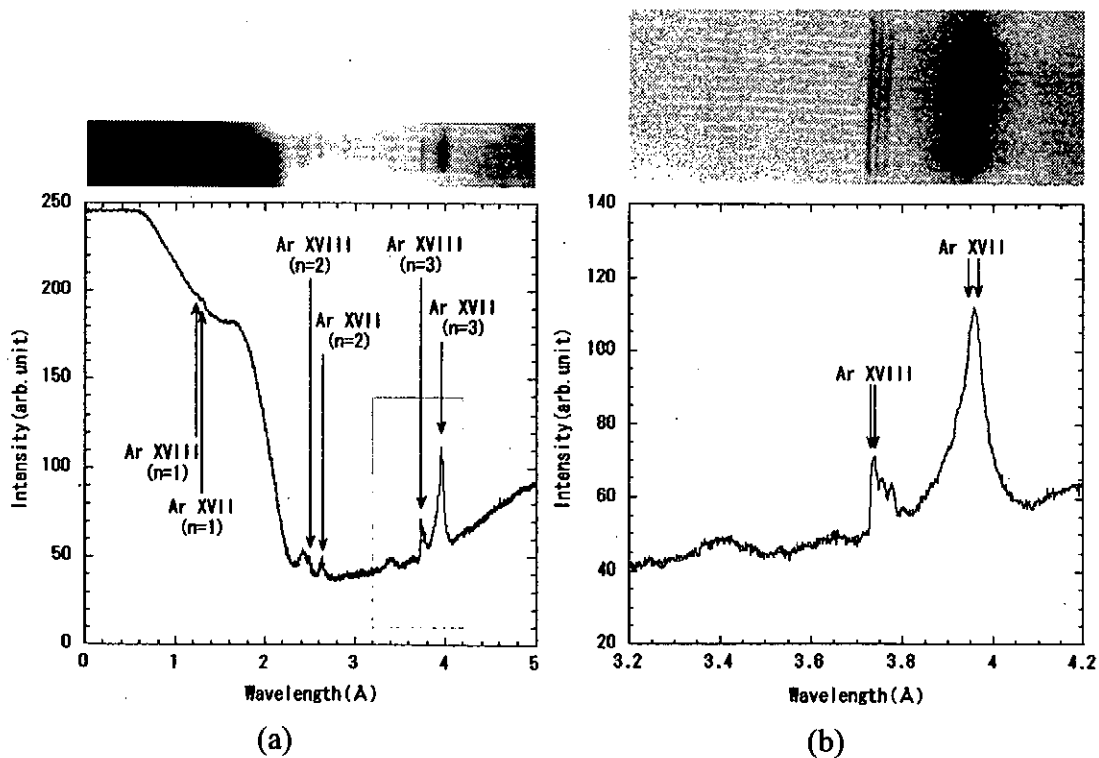 250
200
150
100
50
0
Intensity(arb.unit)
Ar XVIII
(n=2)
Ar XVIII
(n=3)
Ar XVII
(n=2)
Ar XVII
(n=3)
Ar XVIII
(n=1)
Ar XVII
(n=1)
0 1 2 3 4 5
Wavelength(Å)
(a)
140
120
100
80
60
40
20
Intensity(arb.unit)
Ar XVII
Ar XVIII
3.2 3.4 3.6 3.8 4 4.2
Wavelength(Å)
(b)